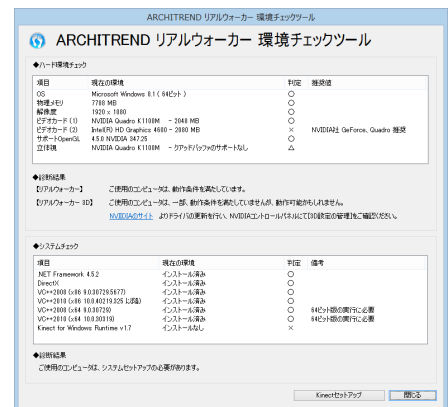 ARCHITREND リアルウォーカー 環境チェックツール
ARCHITREND リアルウォーカー 環境チェックツール
◆ハード環境チェック
項目 現在の環境 判定 推奨値
OS Microsoft Windows 8.1 ( 64ビット ) ○
物理メモリ 7788 MB ○
解像度 1920 x 1080 ○
ビデオカード (1) NVIDIA Quadro K1100M - 2048 MB ○
ビデオカード (2) Intel(R) HD Graphics 4600 - 2080 MB × NVIDIA社 GeForce、Quadro 推奨
サポートOpenGL 4.5.0 NVIDIA 347.25 ○
立体視 NVIDIA Quadro K1100M - クアッドバッファのサポートなし △
◆診断結果
【リアルウォーカー】 ご使用のコンピュータは、動作条件を満たしています。
【リアルウォーカー 3D】 ご使用のコンピュータは、一部、動作条件を満たしていませんが、動作可能かもしれません。
NVIDIAのサイト よりドライバの更新を行い、NVIDIAコントロールパネルにて[3D設定の管理]をご確認ください。
◆システムチェック
項目 現在の環境 判定 備考
.NET Framework 4.5.2 インストール済み ○
DirectX インストール済み ○
VC++2008 (x86 9.0.30729.5677) インストール済み ○
VC++2010 (x86 10.0.40219.325 以降) インストール済み ○
VC++2008 (x64 9.0.30729) インストール済み ○ 64ビット版の実行に必要
VC++2010 (x64 10.0.30319) インストール済み ○ 64ビット版の実行に必要
Kinect for Windows Runtime v1.7 インストールなし ×
◆診断結果
ご使用のコンピュータは、システムセットアップの必要があります。
Kinectセットアップ 閉じる